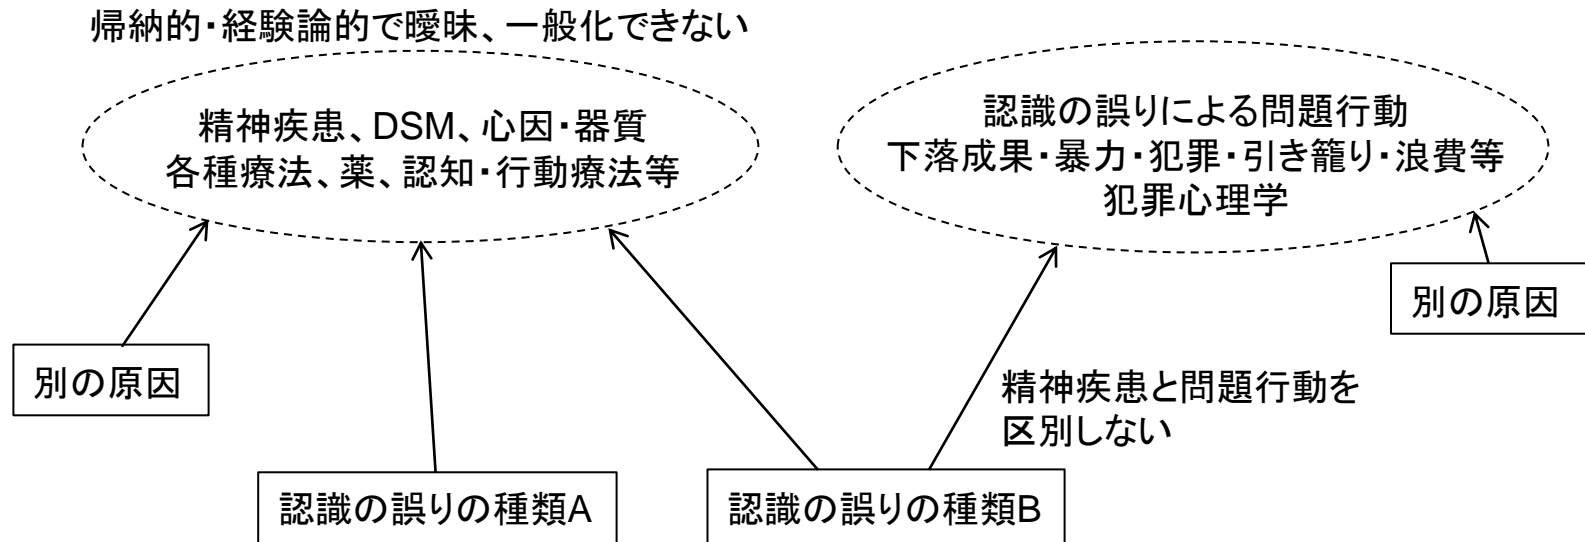 帰納的・経験論的で曖昧、一般化できない
精神疾患、DSM、心因・器質
各種療法、薬、認知・行動療法等
認識の誤りによる問題行動
下落成果・暴力・犯罪・引き籠り・浪費等
犯罪心理学
別の原因
別の原因
精神疾患と問題行動を
区別しない
認識の誤りの種類A
認識の誤りの種類B